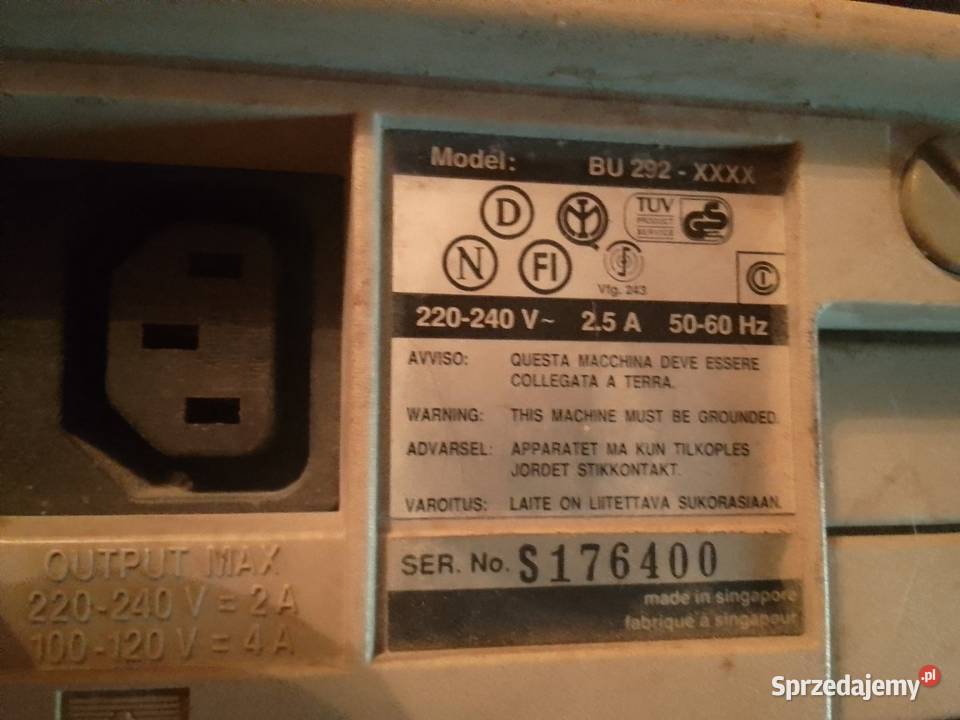 Model: BU 292 - XXXX
D
TUV
PRODUCT
SERVICE
N
FI
Vfg. 243
220-240 V~ 2.5 A 50-60 Hz
AVVISO: QUESTA MACCHINA DEVE ESSERE
COLLEGATA A TERRA.
WARNING: THIS MACHINE MUST BE GROUNDED.
ADVARSEL: APPARATET MA KUN TILKOPLES
JORDET STIKKONTAKT.
VAROITUS: LAITE ON LIITETTAVA SUKORASIAAN.
OUTPUT MAX
220-240 V = 2 A
100-120 V = 4 A
SER. No. S176400
made in singapore
fabriqué à singapour
Sprzedajemy.pl